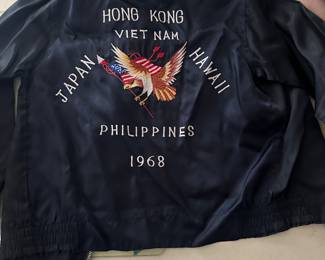 HONG KONG
VIET NAM
JAPAN
HAWAII
PHILIPPINES
1968